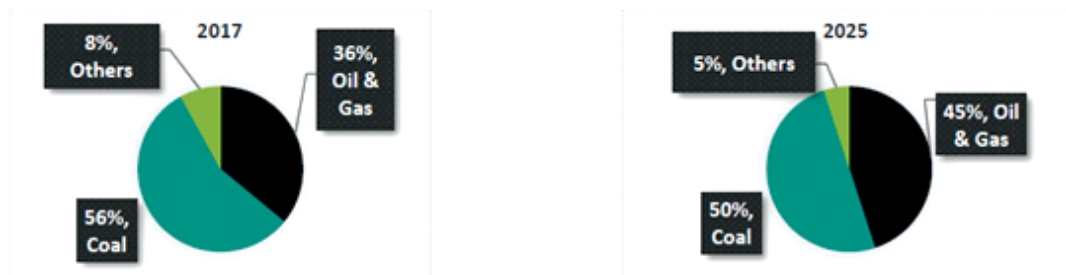 2017
8%,
Others
36%,
Oil &
Gas
56%,
Coal
2025
5%, Others
45%, Oil
& Gas
50%,
Coal